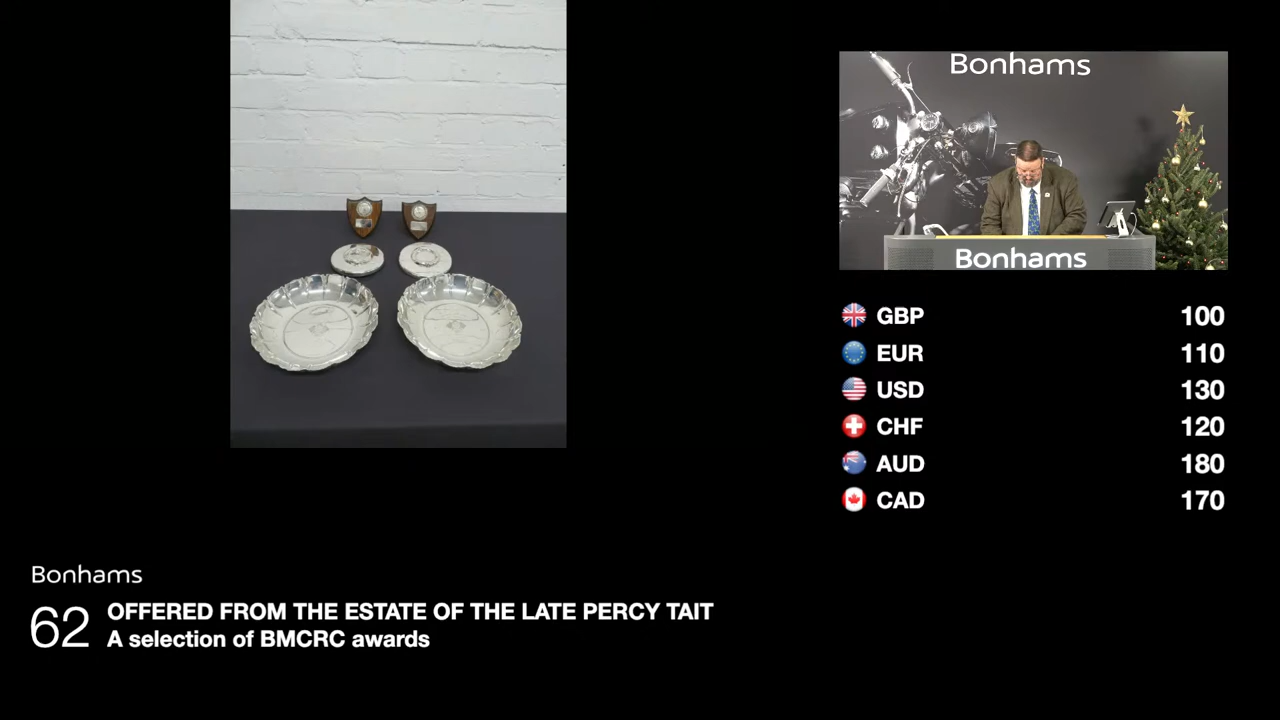 Bonhams
Bonhams
GBP 100
EUR 110
USD 130
CHF 120
AUD 180
CAD 170
Bonhams
62
OFFERED FROM THE ESTATE OF THE LATE PERCY TAIT
A selection of BMCRC awards